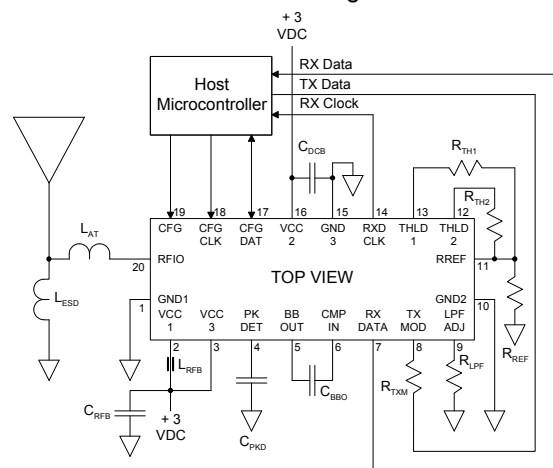 + 3
VDC
RX Data
TX Data
RX Clock
Host
Microcontroller
C_DCB
R_TH1
R_TH2
19 18 17 16 15 14 13 12
CFG CFG CLK CFG DAT VCC 2 GND 3 RXD CLK THLD 1 THLD 2
L_AT
20 RFIO
TOP VIEW
RREF 11
L_ESD
1 GND1
GND2 10
VCC 1 VCC 3 PK DET BB OUT CMP IN RX DATA TX MOD LPF ADJ
2 3 4 5 6 7 8 9
L_RFB
R_REF
R_LPF
R_TXM
C_BBO
C_RFB
+ 3
VDC
C_PKD